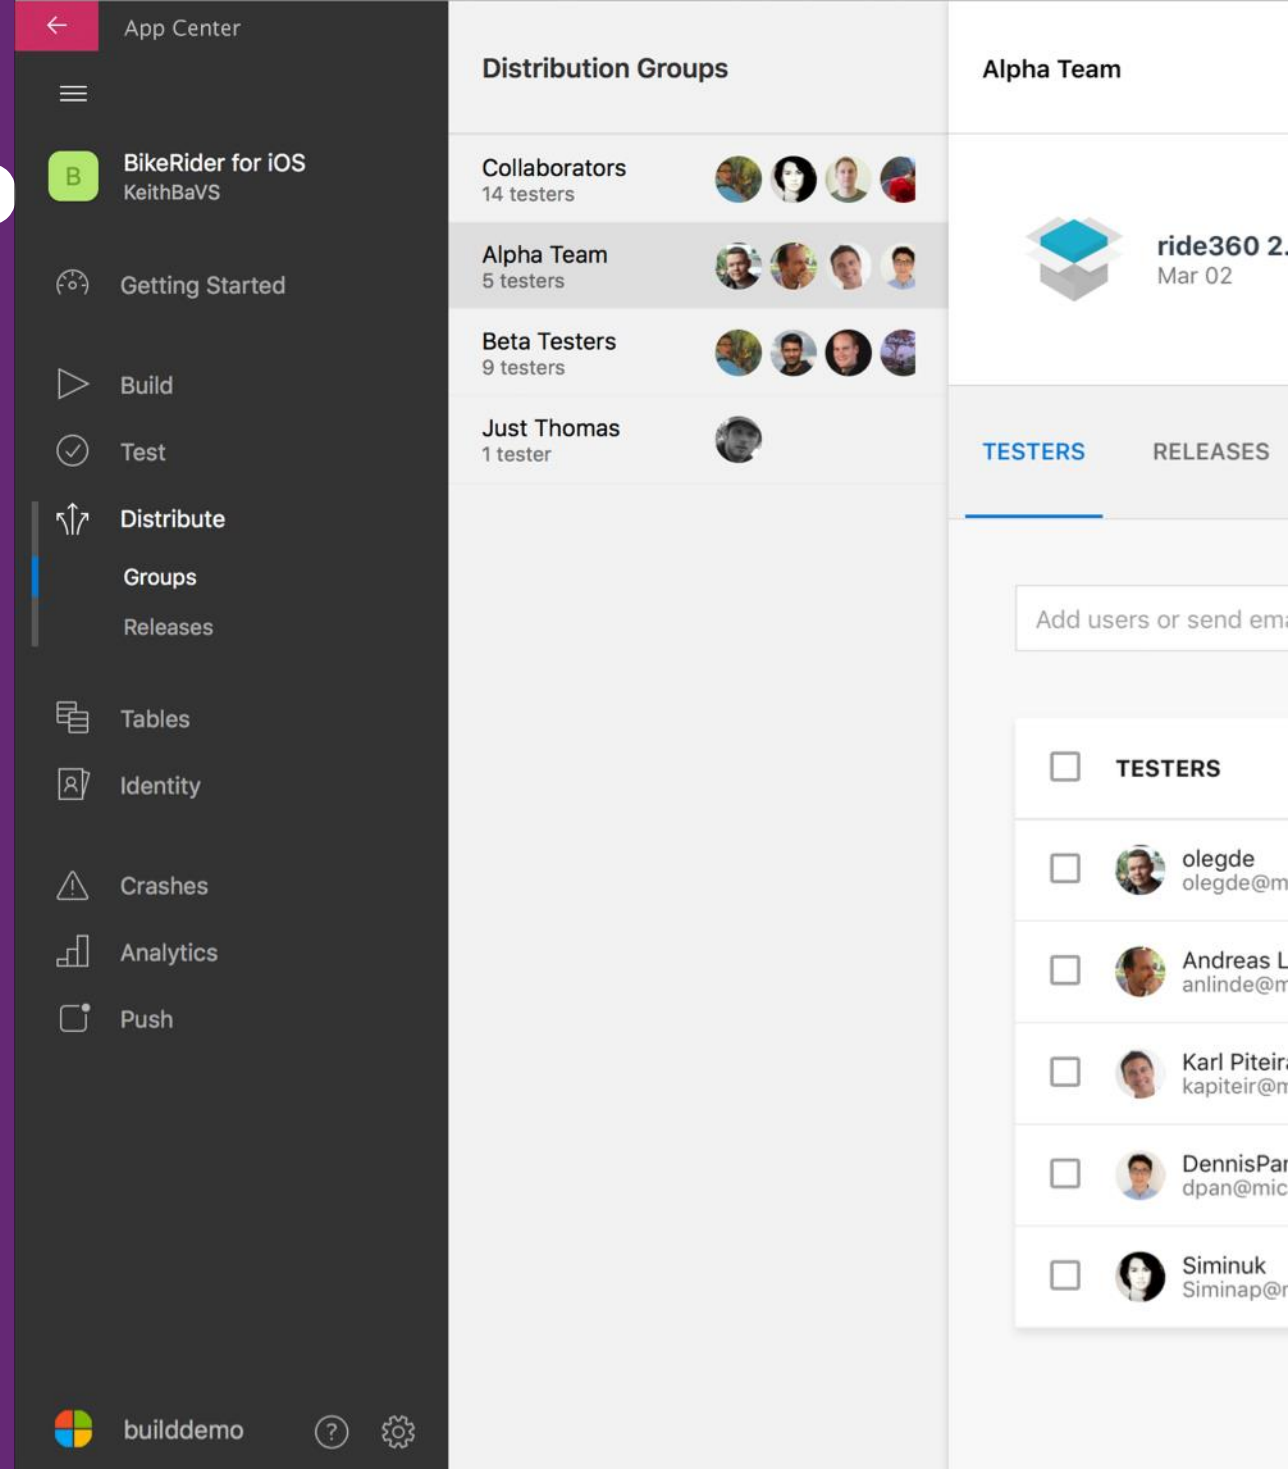 App Center
B
BikeRider for iOS
KeithBaVS
Getting Started
Build
Test
Distribute
Groups
Releases
Tables
Identity
Crashes
Analytics
Push
builddemo
?
Distribution Groups
Collaborators
14 testers
Alpha Team
5 testers
Beta Testers
9 testers
Just Thomas
1 tester
Alpha Team
ride360 2.
Mar 02
TESTERS RELEASES
Add users or send ema
TESTERS
olegde
olegde@m
Andreas L
anlinde@m
Karl Piteira
kapiteir@m
DennisPan
dpan@mic
Siminuk
Siminap@m